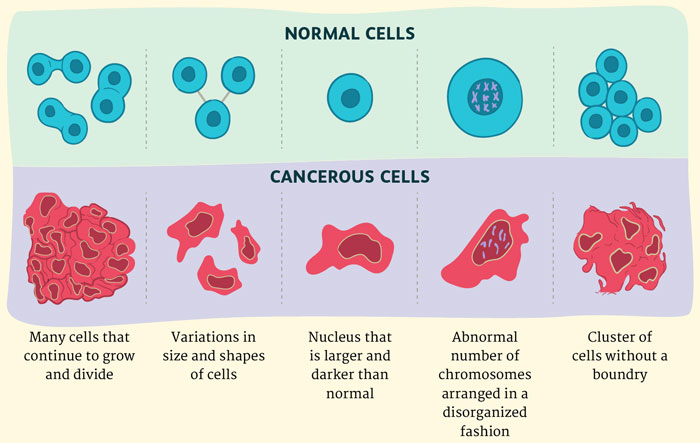 NORMAL CELLS
CANCEROUS CELLS
Many cells that
continue to grow
and divide
Variations in
size and shapes
of cells
Nucleus that
is larger and
darker than
normal
Abnormal
number of
chromosomes
arranged in a
disorganized
fashion
Cluster of
cells without a
boundry